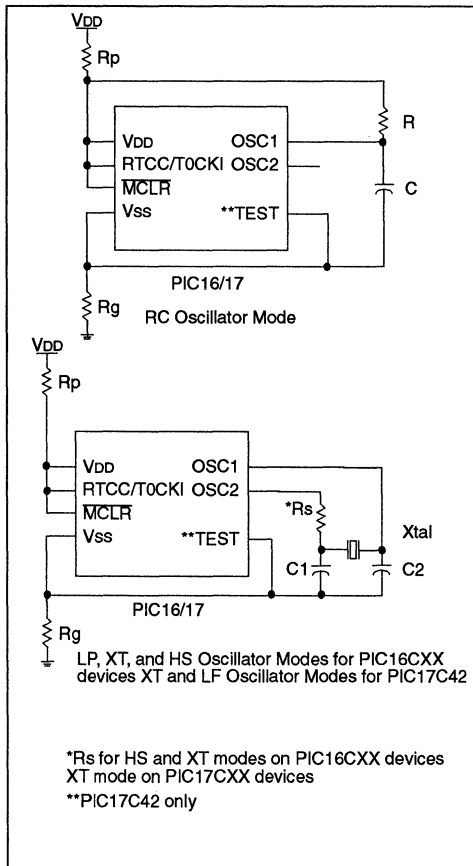 VDD
Rp
VDD OSC1
R
RTCC/T0CKI OSC2
MCLR
C
VSS **TEST
PIC16/17
Rg
RC Oscillator Mode
VDD
Rp
VDD OSC1
RTCC/T0CKI OSC2
*Rs
MCLR
Xtal
VSS **TEST
C1 C2
PIC16/17
Rg
LP, XT, and HS Oscillator Modes for PIC16CXX
devices XT and LF Oscillator Modes for PIC17C42
*Rs for HS and XT modes on PIC16CXX devices
XT mode on PIC17CXX devices
**PIC17C42 only